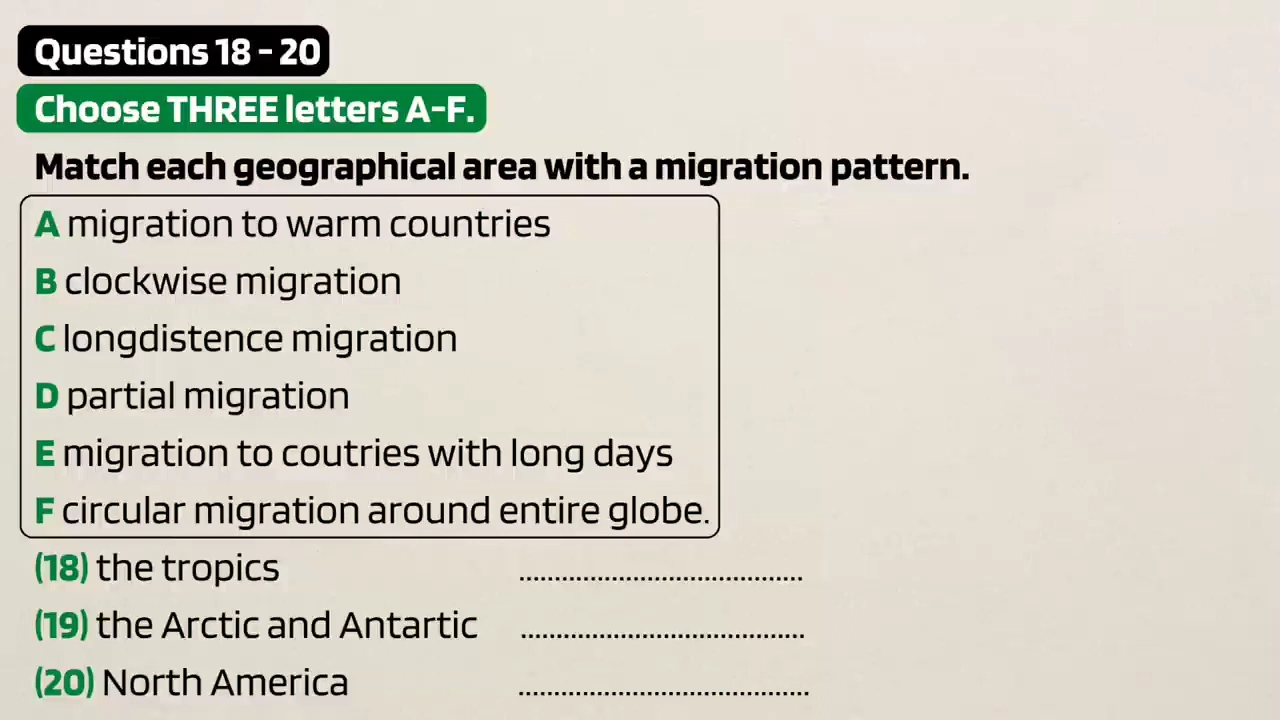 Questions 18 - 20
Choose THREE letters A-F.
Match each geographical area with a migration pattern.
A migration to warm countries
B clockwise migration
C longdistence migration
D partial migration
E migration to coutries with long days
F circular migration around entire globe.
(18) the tropics ........................................
(19) the Arctic and Antartic ........................................
(20) North America .........................................